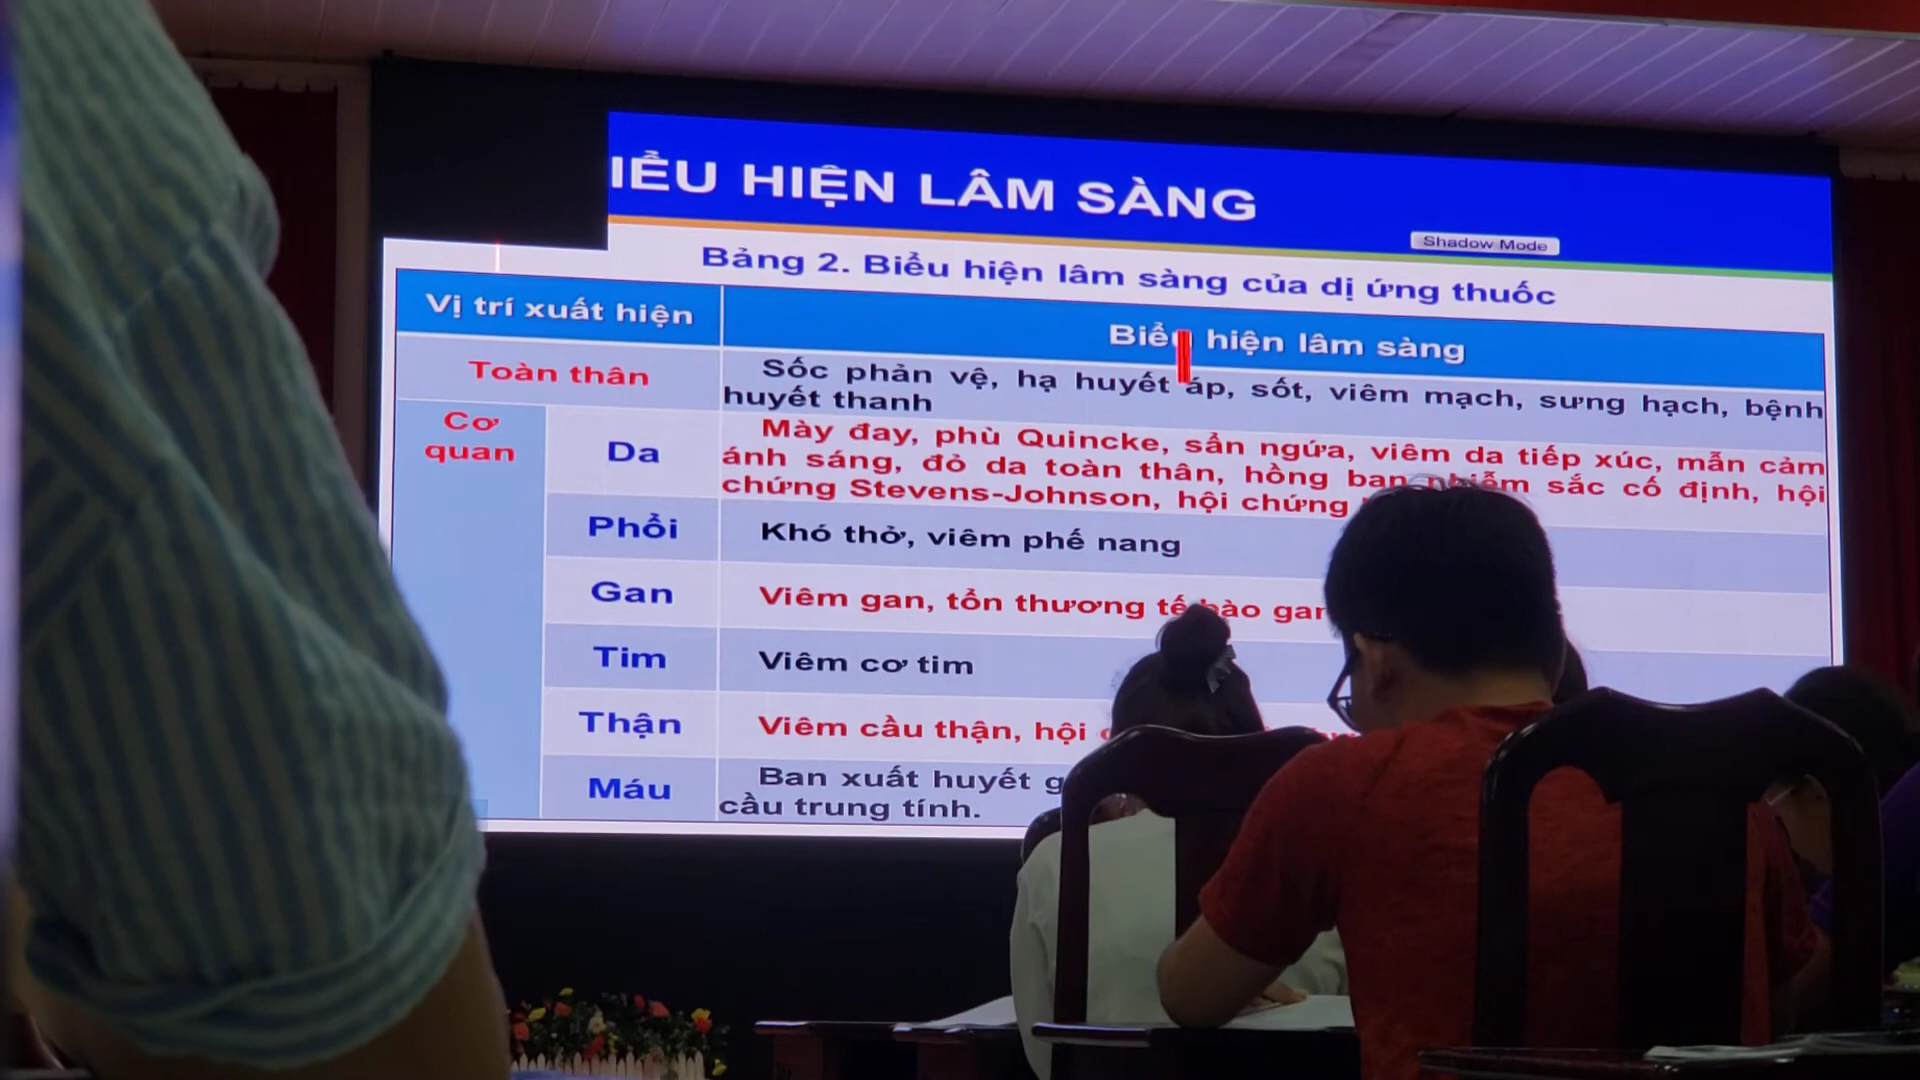 IỂU HIỆN LÂM SÀNG
Shadow Mode
Bảng 2. Biểu hiện lâm sàng của dị ứng thuốc
Vị trí xuất hiện
Biểu hiện lâm sàng
Toàn thân
Sốc phản vệ, hạ huyết áp, sốt, viêm mạch, sưng hạch, bệnh
huyết thanh
Cơ
quan
Da
Mày đay, phù Quincke, sẩn ngứa, viêm da tiếp xúc, mẫn cảm
ánh sáng, đỏ da toàn thân, hồng ban nhiễm sắc cố định, hội
chứng Stevens-Johnson, hội chứng
Phổi
Khó thở, viêm phế nang
Gan
Viêm gan, tổn thương tế bào gan
Tim
Viêm cơ tim
Thận
Viêm cầu thận, hội
Máu
Ban xuất huyết
cầu trung tính.